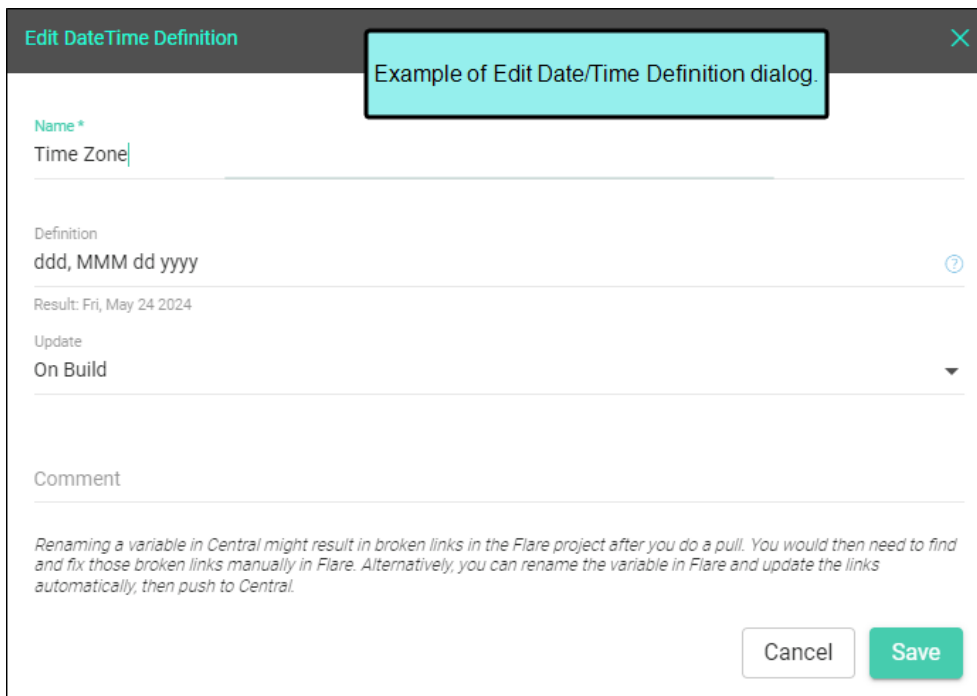 Edit DateTime Definition
Example of Edit Date/Time Definition dialog.
Name *
Time Zone
Definition
ddd, MMM dd yyyy
Result: Fri, May 24 2024
Update
On Build
Comment
Renaming a variable in Central might result in broken links in the Flare project after you do a pull. You would then need to find
and fix those broken links manually in Flare. Alternatively, you can rename the variable in Flare and update the links
automatically, then push to Central.
Cancel Save